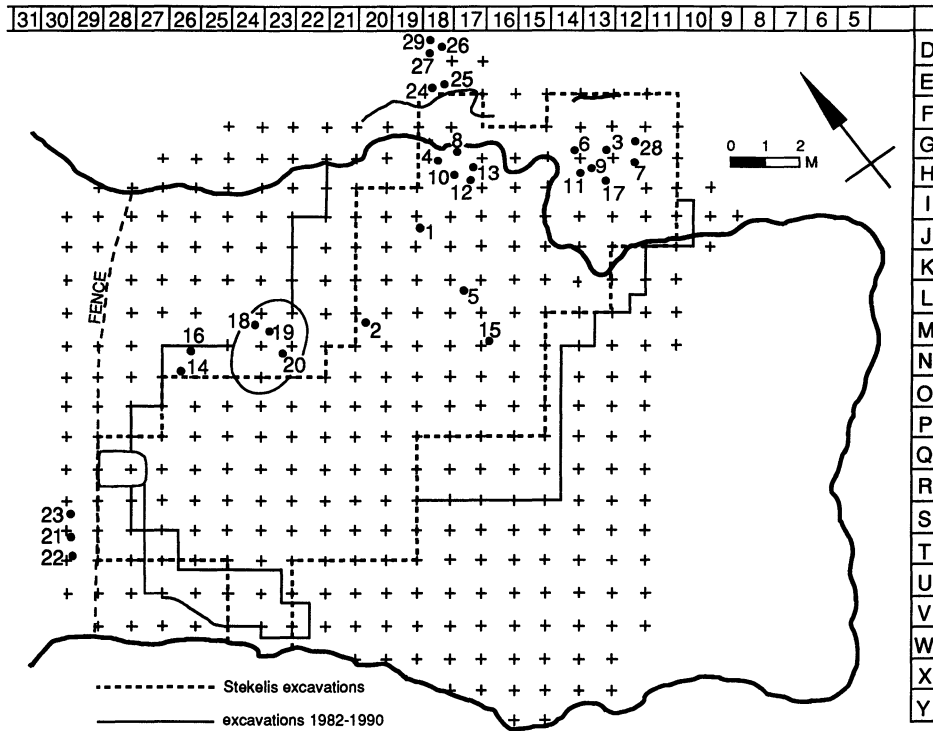 31 30 29 28 27 26 25 24 23 22 21 20 19 18 17 16 15 14 13 12 11 10 9 8 7 6 5
29 26 D
27
24 25 E
F
8 6 3 28 G
4 0 1 2 M
10 12 13 11 9 17 7 H
I
1 J
K
FENCE 5 L
18 19 2 15 M
16 20
14 N
O
P
Q
R
23 S
21
22 T
U
V
W
Stekelis excavations X
excavations 1982-1990 Y